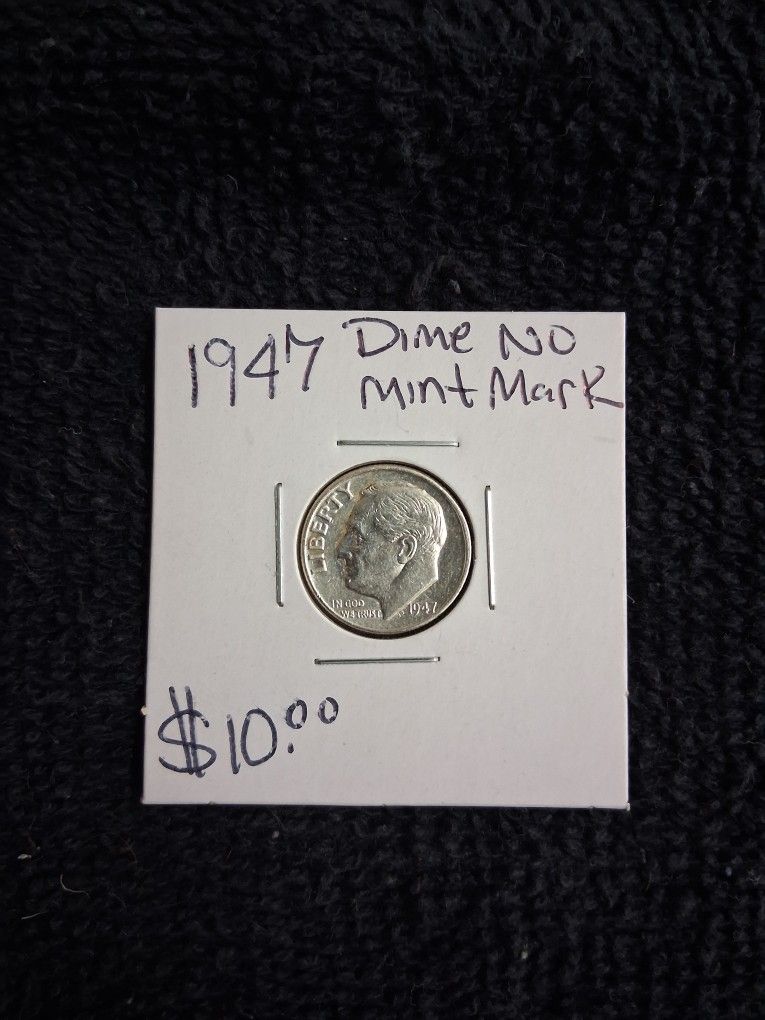 1947 Dime No
Mint Mark
LIBERTY
IN GOD
WE TRUST
1947
$10.00